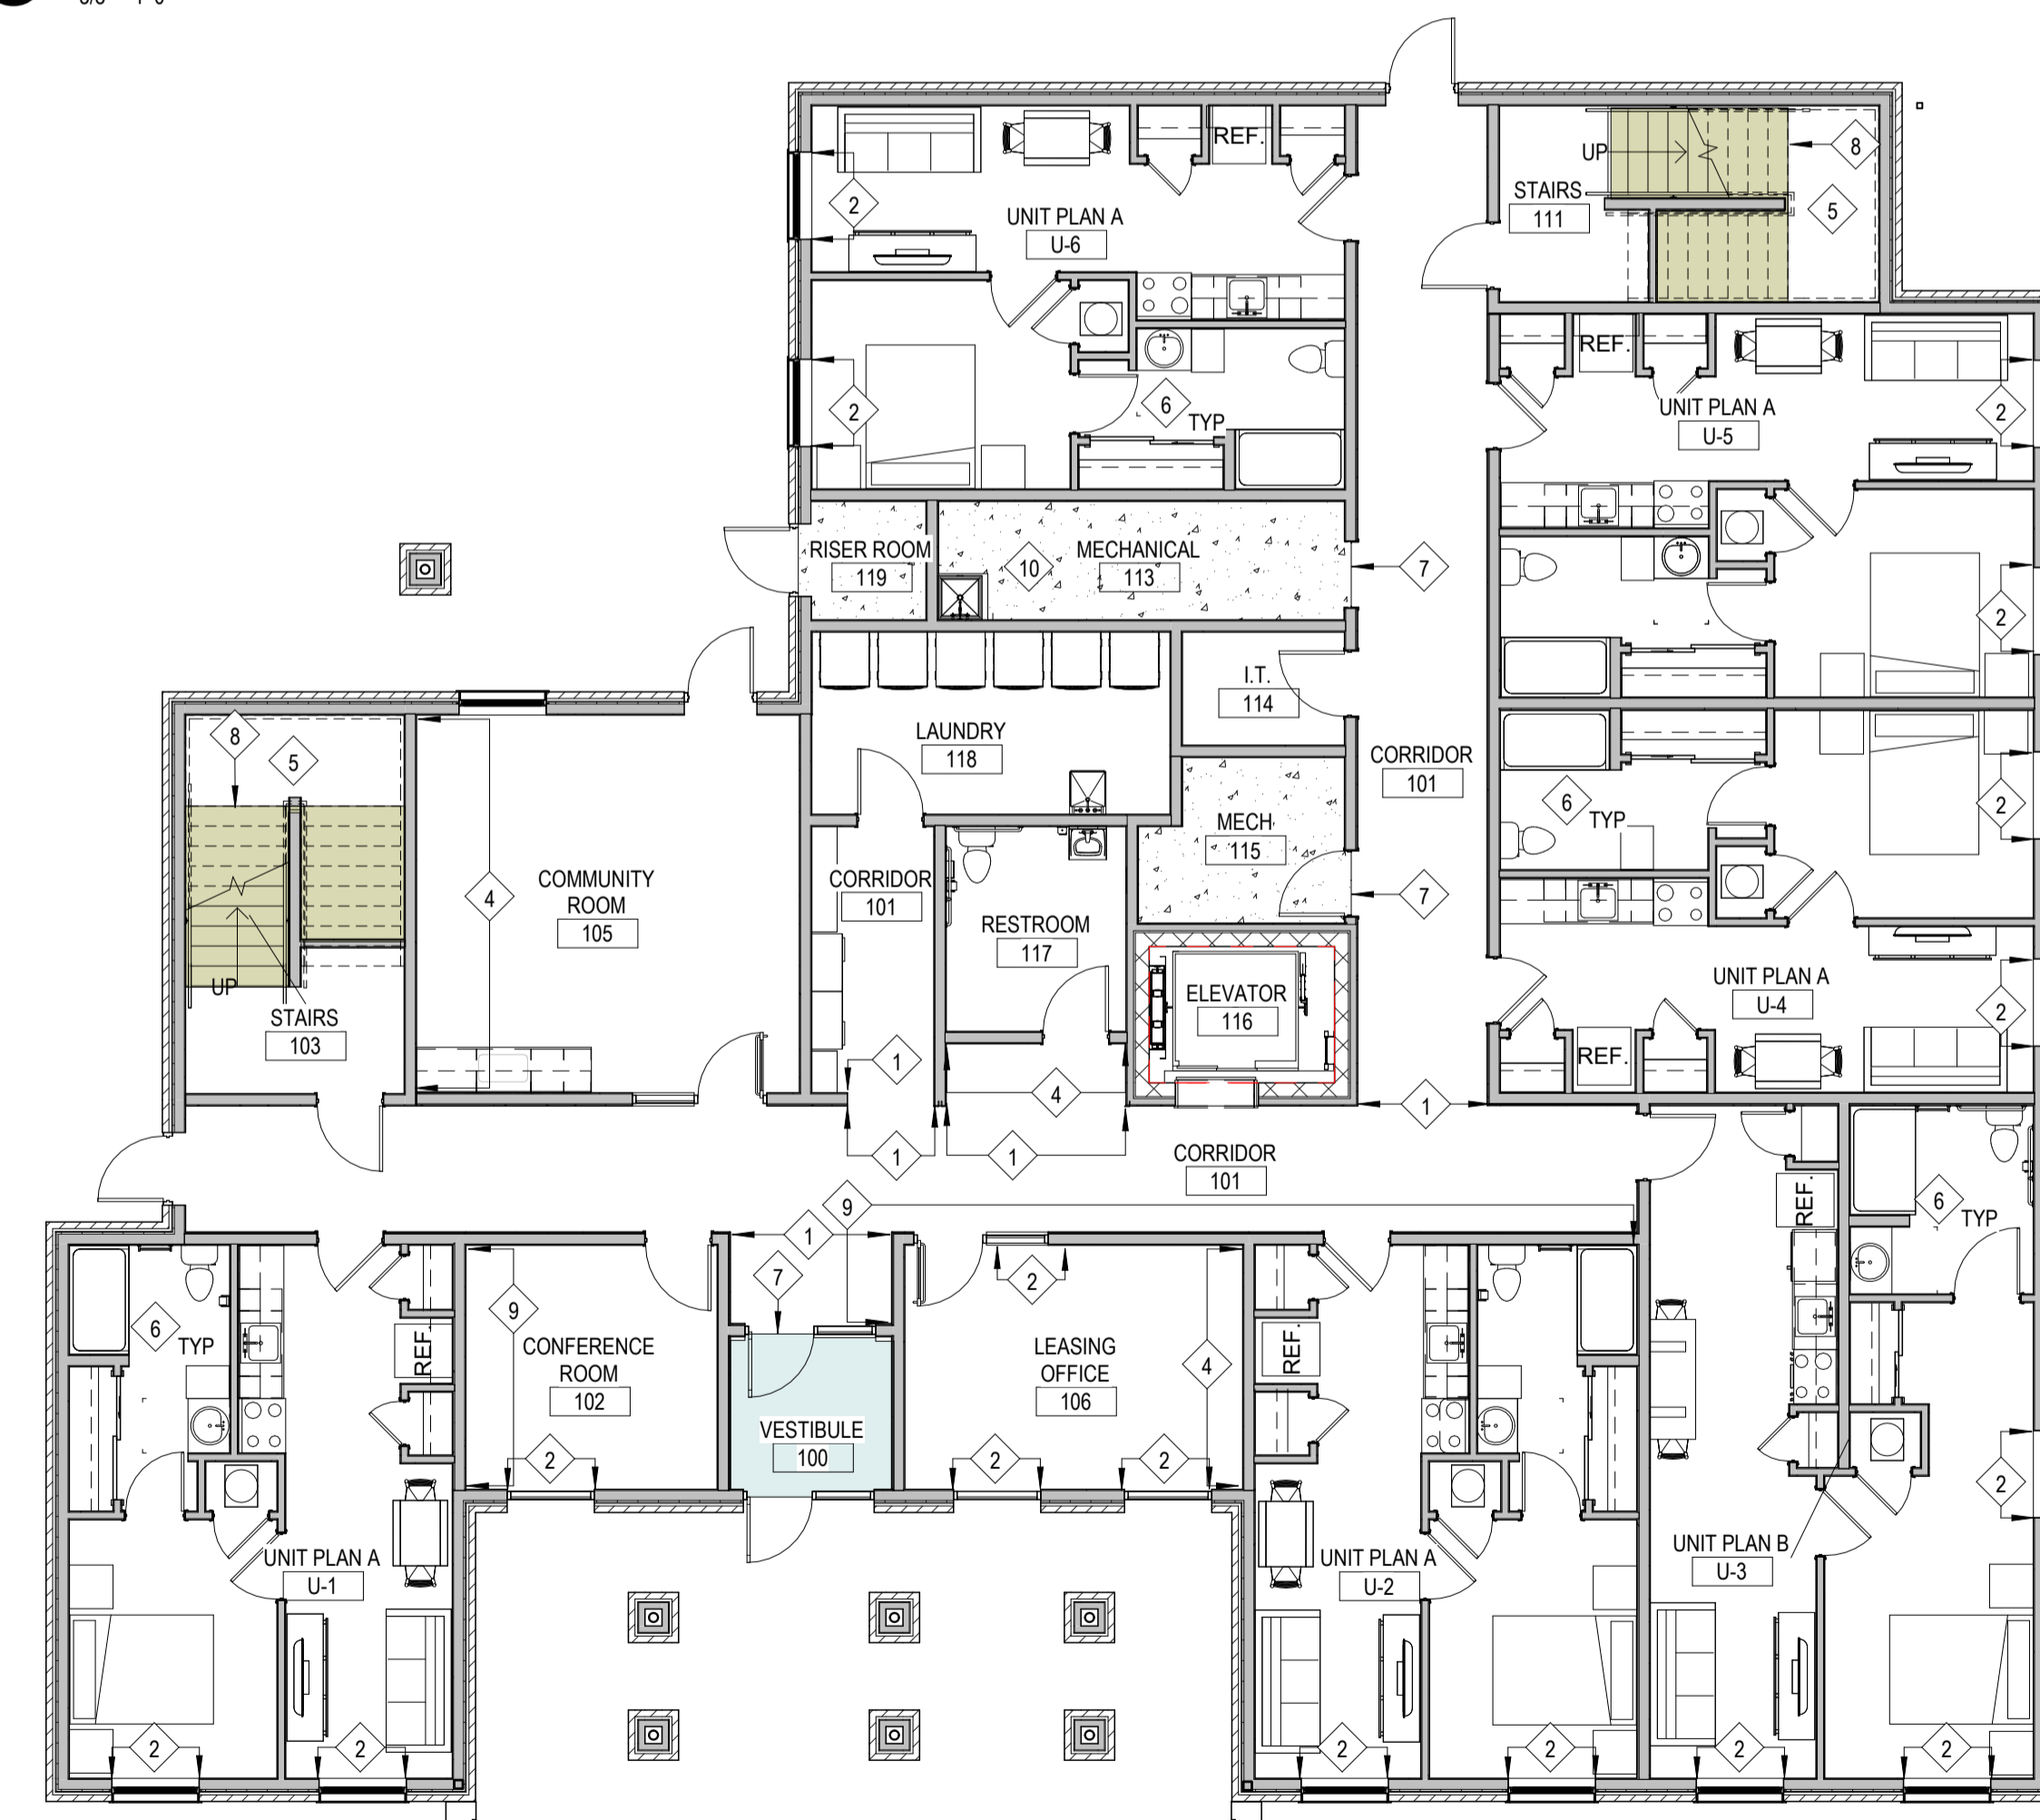 REF.
UP
8
STAIRS
111
5
2
UNIT PLAN A
U-6
REF.
UNIT PLAN A
U-5
2
2
6
TYP
RISER ROOM
119
10
MECHANICAL
113
7
2
I.T.
114
8
5
LAUNDRY
118
CORRIDOR
101
6
TYP
2
MECH
115
4
COMMUNITY
ROOM
105
CORRIDOR
101
RESTROOM
117
7
UP
STAIRS
103
ELEVATOR
116
UNIT PLAN A
U-4
2
REF.
1
4
1
1
1
CORRIDOR
101
9
1
REF.
6
TYP
7
2
9
6
TYP
REF.
CONFERENCE
ROOM
102
LEASING
OFFICE
106
4
REF.
VESTIBULE
100
2
2
2
2
UNIT PLAN A
U-1
UNIT PLAN A
U-2
UNIT PLAN B
U-3
2
2
2
2
2
2